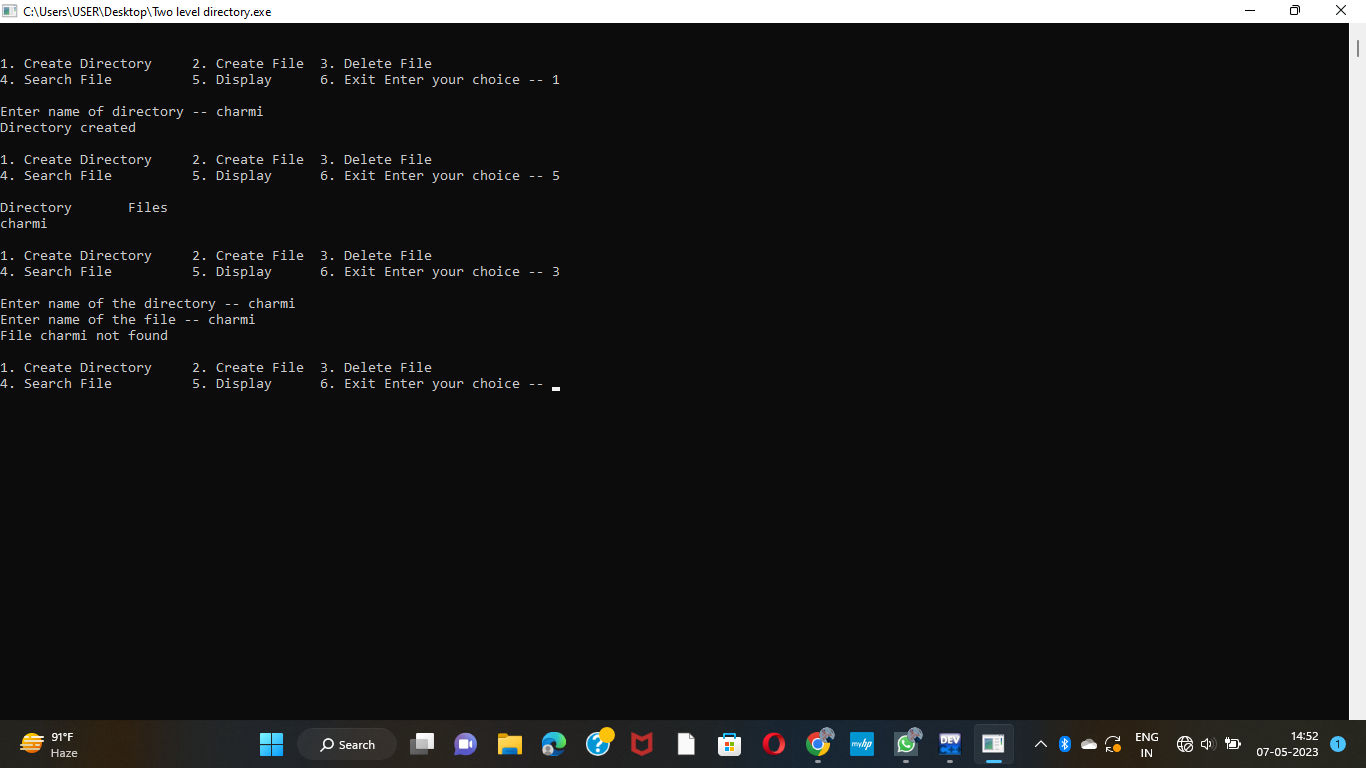 C:\Users\USER\Desktop\Two level directory.exe
1. Create Directory     2. Create File  3. Delete File
4. Search File          5. Display      6. Exit Enter your choice -- 1
Enter name of directory -- charmi
Directory created
1. Create Directory     2. Create File  3. Delete File
4. Search File          5. Display      6. Exit Enter your choice -- 5
Directory       Files
charmi
1. Create Directory     2. Create File  3. Delete File
4. Search File          5. Display      6. Exit Enter your choice -- 3
Enter name of the directory -- charmi
Enter name of the file -- charmi
File charmi not found
1. Create Directory     2. Create File  3. Delete File
4. Search File          5. Display      6. Exit Enter your choice --
91°F
Haze
Search
myhp
DEV
ENG
IN
14:52
07-05-2023
1